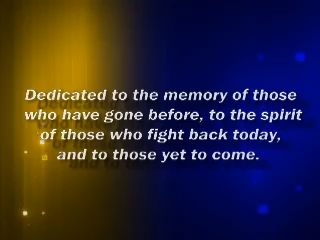 Dedicated to the memory of those
who have gone before, to the spirit
of those who fight back today,
and to those yet to come.